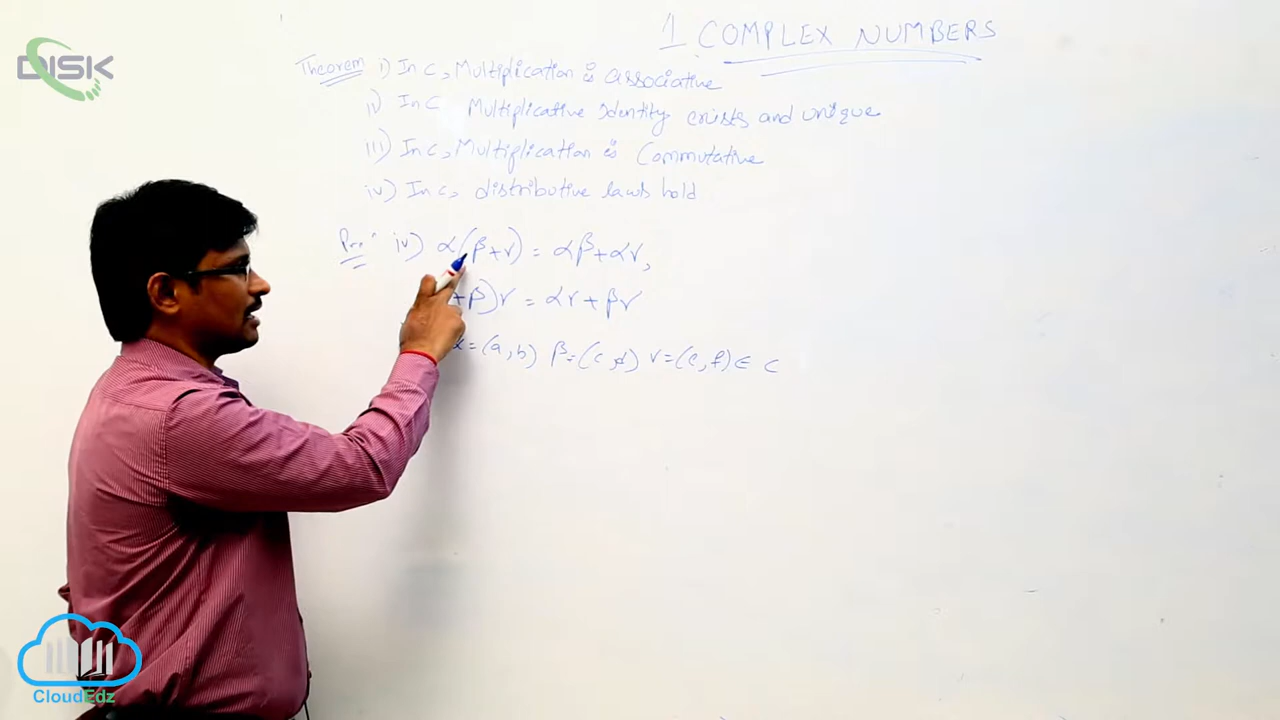 DISK
1 COMPLEX NUMBERS
Theorem i) In C, Multiplication is associative
ii) In C Multiplicative Identity exists and unique
iii) In C, Multiplication is Commutative
iv) In C, distributive laws hold
iv) α(β+γ) = αβ+αγ,
+β)γ = αγ+βγ
α=(a,b) β=(c,d) γ=(e,f)∈ C
CloudEdz